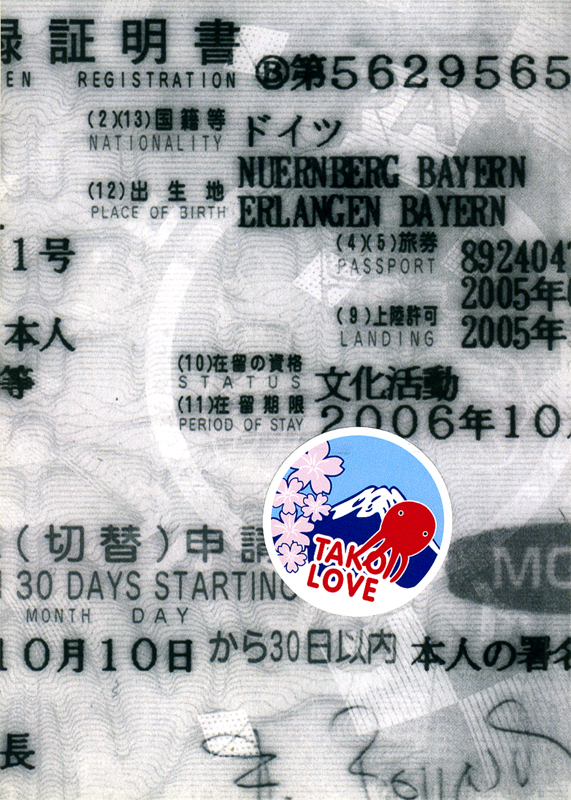 録証明書
EN REGISTRATION Ⓑ第5629565
(2)(13)国籍等 ドイツ
NATIONALITY
NUERNBERG BAYERN
(12)出生地 ERLANGEN BAYERN
PLACE OF BIRTH
1号
(4)(5)旅券 892404
PASSPORT 2005年
(9)上陸許可 2005年
LANDING
本人
等
(10)在留の資格 文化活動
STATUS
(11)在留期限 2006年10
PERIOD OF STAY
(切替)申請
30 DAYS STARTING
MONTH DAY
TAKO
LOVE
MO
10月10日から30日以内 本人の署名
長